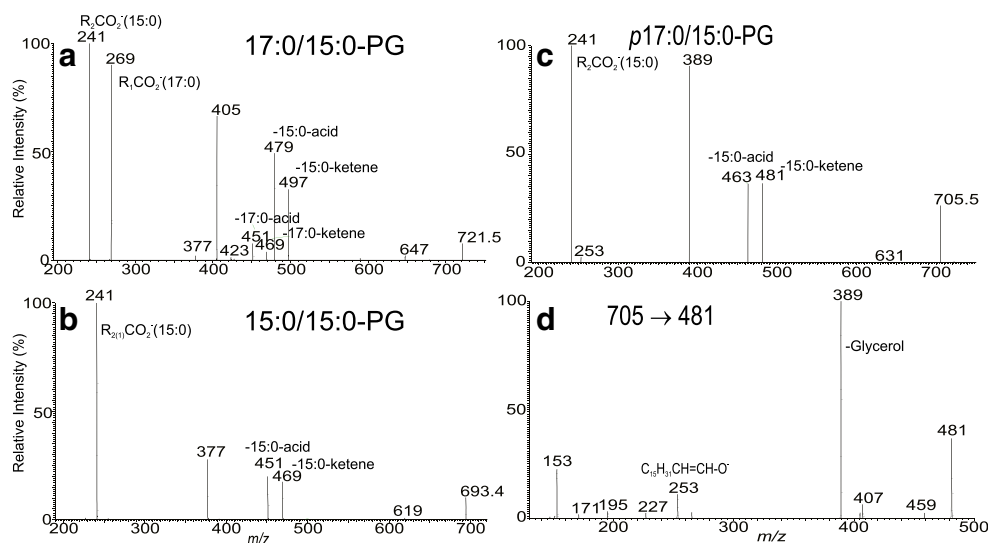 R₂CO₂⁻(15:0)
241
100
a
17:0/15:0-PG
269
R₁CO₂⁻(17:0)
405
-15:0-acid
479
50
-15:0-ketene
497
-17:0-acid
451
-17:0-ketene
377
423
469
647
721.5
0
200 300 400 500 600 700
Relative Intensity (%)
p17:0/15:0-PG
100
241
c
R₂CO₂⁻(15:0)
389
50
-15:0-acid
-15:0-ketene
463
481
705.5
253
631
0
200 300 400 500 600 700
241
100
b
15:0/15:0-PG
R₂₍₁₎CO₂⁻(15:0)
50
377
-15:0-acid
451
-15:0-ketene
469
693.4
619
0
200 300 400 500 600 700
m/z
Relative Intensity (%)
389
100
d
705 → 481
-Glycerol
50
481
153
C₁₅H₃₁CH=CH-O⁻
253
171
195
227
407
459
0
200 300 400 500
m/z